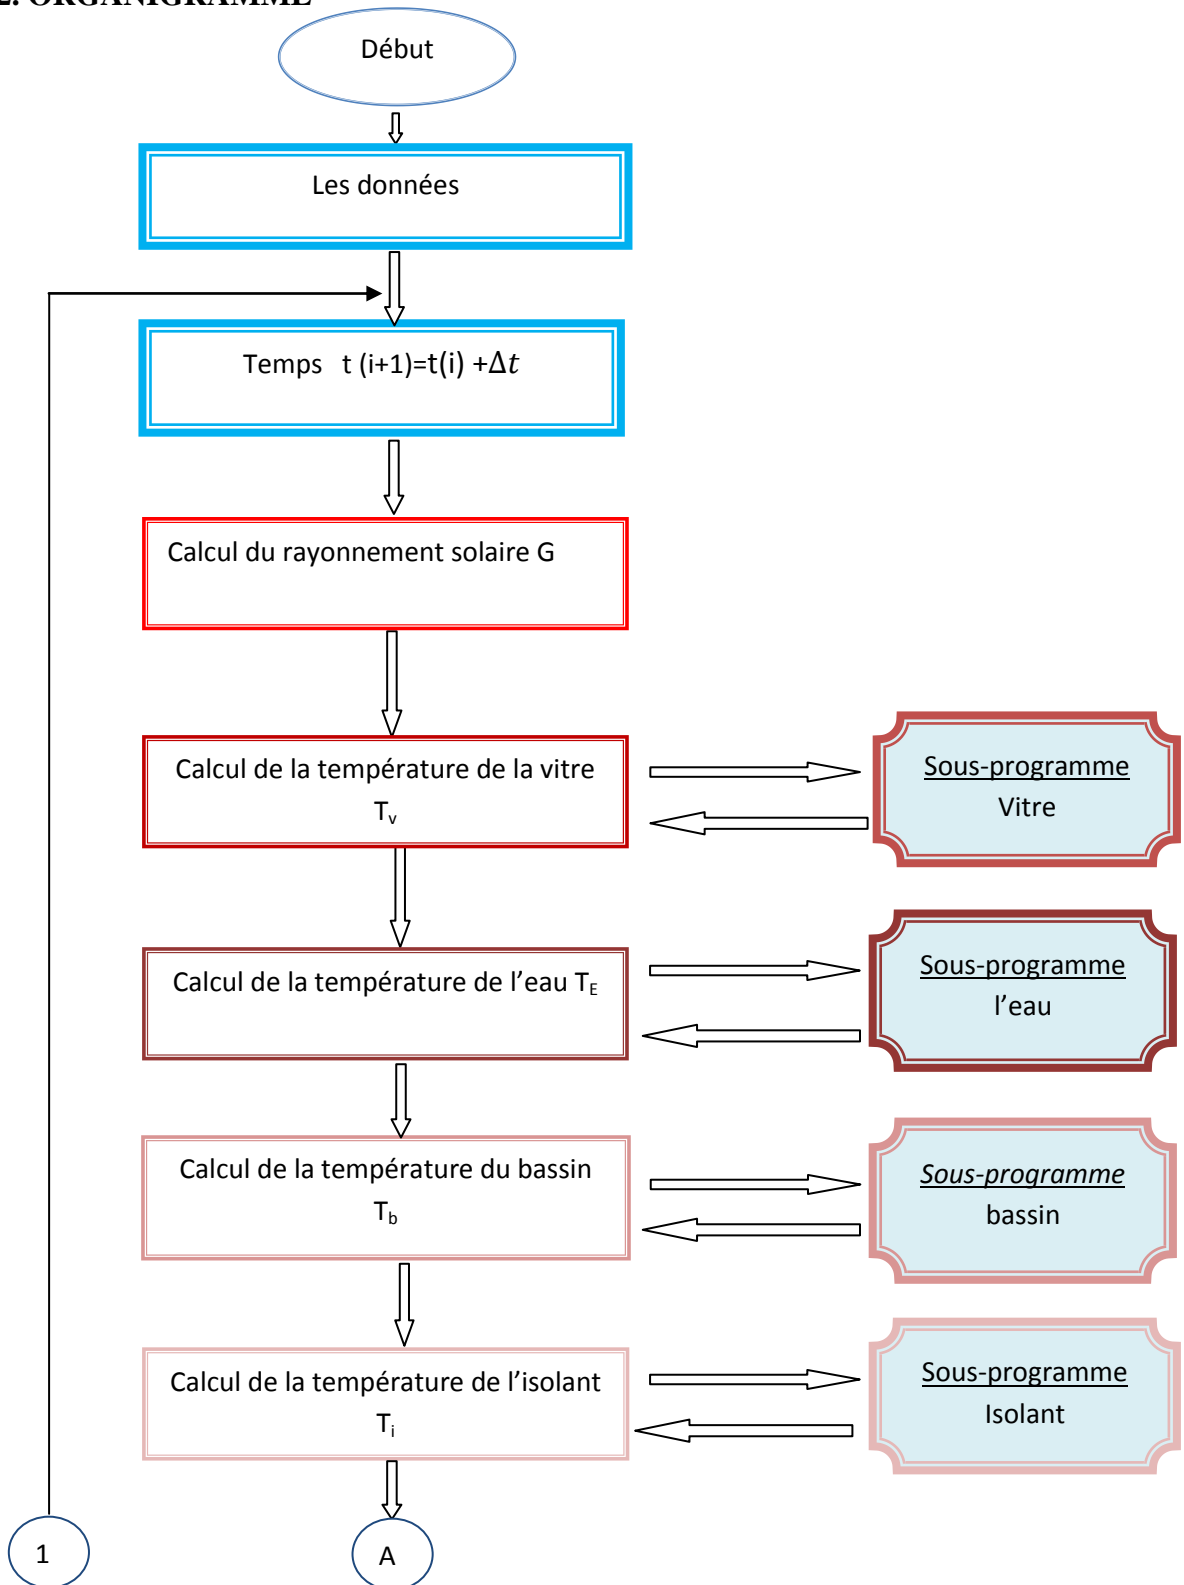 2. ORGANIGRAMME
Début
Les données
Temps t (i+1)=t(i) +Δt
Calcul du rayonnement solaire G
Calcul de la température de la vitre
Tv
Sous-programme
Vitre
Calcul de la température de l’eau TE
Sous-programme
l’eau
Calcul de la température du bassin
Tb
Sous-programme
bassin
Calcul de la température de l’isolant
Ti
Sous-programme
Isolant
1
A